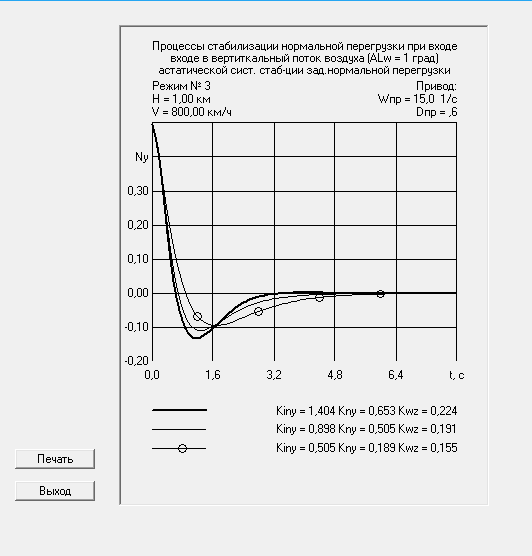 Процессы стабилизации нормальной перегрузки при входе
входе в вертиткальный поток воздуха (ALw = 1 град)
астатической сист. стаб-ции зад.нормальной перегрузки
Режим № 3
Привод:
H = 1,00 км
Wпр = 15,0 1/с
V = 800,00 км/ч
Dпр = ,6
Ny
0,30
0,20
0,10
0,00
-0,10
-0,20
0,0 1,6 3,2 4,8 6,4 t, с
Kiny = 1,404 Kny = 0,653 Kwz = 0,224
Kiny = 0,898 Kny = 0,505 Kwz = 0,191
Kiny = 0,505 Kny = 0,189 Kwz = 0,155
Печать
Выход